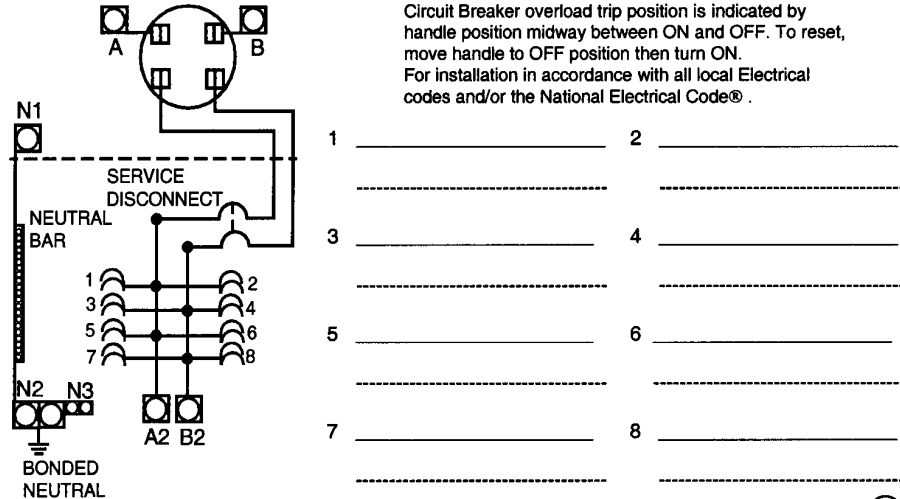 Circuit Breaker overload trip position is indicated by
handle position midway between ON and OFF. To reset,
move handle to OFF position then turn ON.
For installation in accordance with all local Electrical
codes and/or the National Electrical Code® .
A
B
N1
SERVICE
DISCONNECT
NEUTRAL
BAR
1
2
3
4
5
6
7
8
N2
N3
A2
B2
BONDED
NEUTRAL
1
2
3
4
5
6
7
8